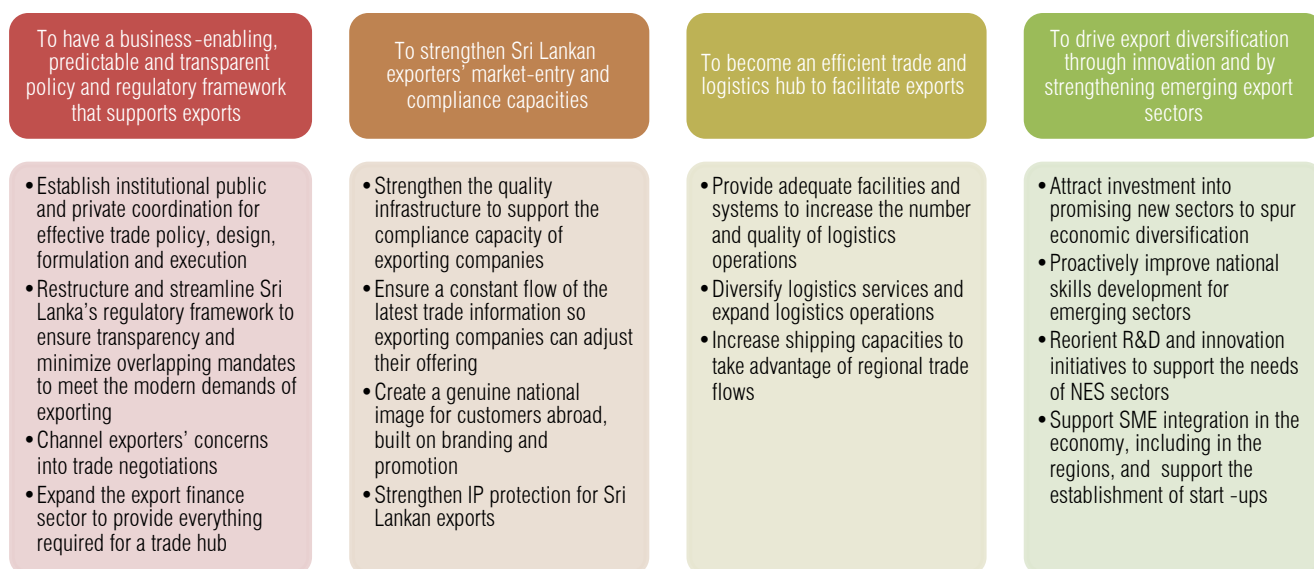 To have a business-enabling,
predictable and transparent
policy and regulatory framework
that supports exports
• Establish institutional public
and private coordination for
effective trade policy, design,
formulation and execution
• Restructure and streamline Sri
Lanka's regulatory framework to
ensure transparency and
minimize overlapping mandates
to meet the modern demands of
exporting
• Channel exporters' concerns
into trade negotiations
• Expand the export finance
sector to provide everything
required for a trade hub
To strengthen Sri Lankan
exporters' market-entry and
compliance capacities
• Strengthen the quality
infrastructure to support the
compliance capacity of
exporting companies
• Ensure a constant flow of the
latest trade information so
exporting companies can adjust
their offering
• Create a genuine national
image for customers abroad,
built on branding and
promotion
• Strengthen IP protection for Sri
Lankan exports
To become an efficient trade and
logistics hub to facilitate exports
• Provide adequate facilities and
systems to increase the number
and quality of logistics
operations
• Diversify logistics services and
expand logistics operations
• Increase shipping capacities to
take advantage of regional trade
flows
To drive export diversification
through innovation and by
strengthening emerging export
sectors
• Attract investment into
promising new sectors to spur
economic diversification
• Proactively improve national
skills development for
emerging sectors
• Reorient R&D and innovation
initiatives to support the needs
of NES sectors
• Support SME integration in the
economy, including in the
regions, and support the
establishment of start -ups